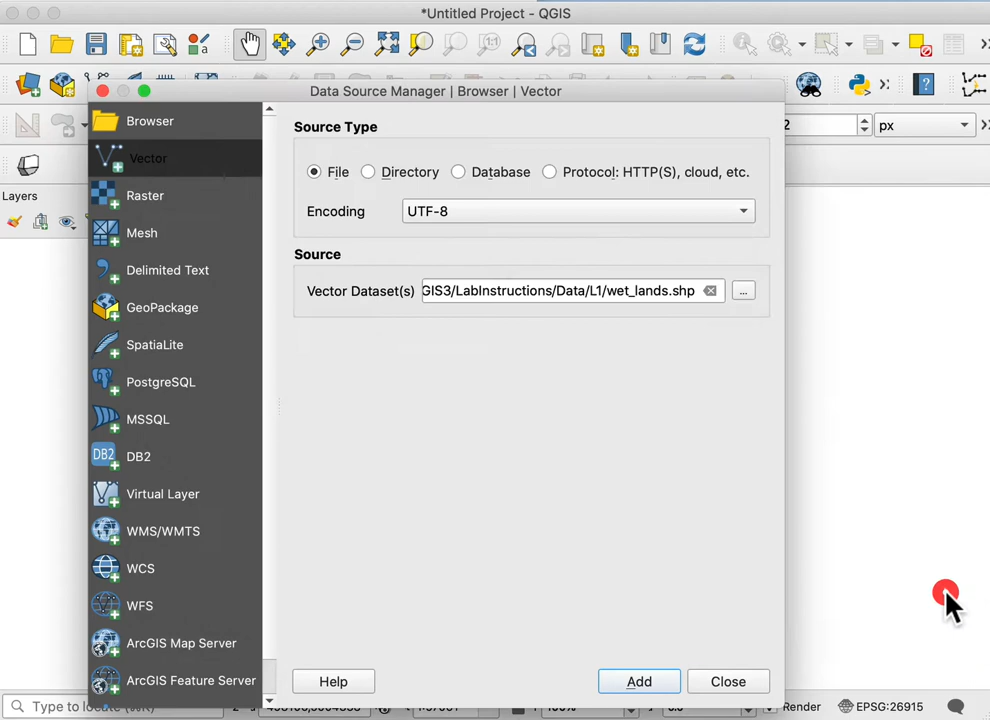 *Untitled Project - QGIS
Data Source Manager | Browser | Vector
px
Layers
Browser
Vector
Raster
Mesh
Delimited Text
GeoPackage
SpatiaLite
PostgreSQL
MSSQL
DB2
DB2
Virtual Layer
WMS/WMTS
WCS
WFS
ArcGIS Map Server
ArcGIS Feature Server
Source Type
File
Directory
Database
Protocol: HTTP(S), cloud, etc.
Encoding
UTF-8
Source
Vector Dataset(s)
GIS3/LabInstructions/Data/L1/wet_lands.shp
...
Help
Add
Close
Type to
Render
EPSG:26915